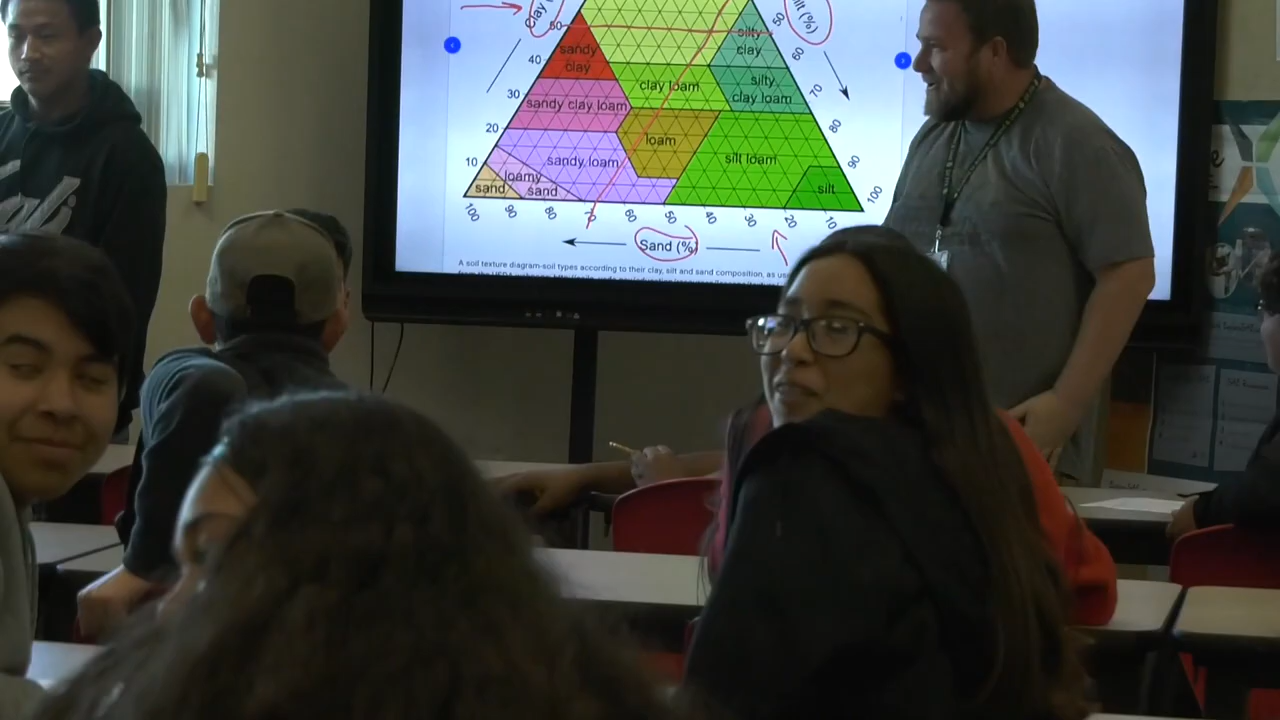 Clay
Silt (%)
50
50
silty
clay
sandy
clay
60
40
clay loam
silty
clay loam
70
30
sandy clay loam
80
20
loam
sandy loam
silt loam
90
10
loamy
sand
sand
silt
100
100
90
80
70
60
50
40
30
20
10
Sand (%)
A soil texture diagram-soil types according to their clay, silt and sand composition, as